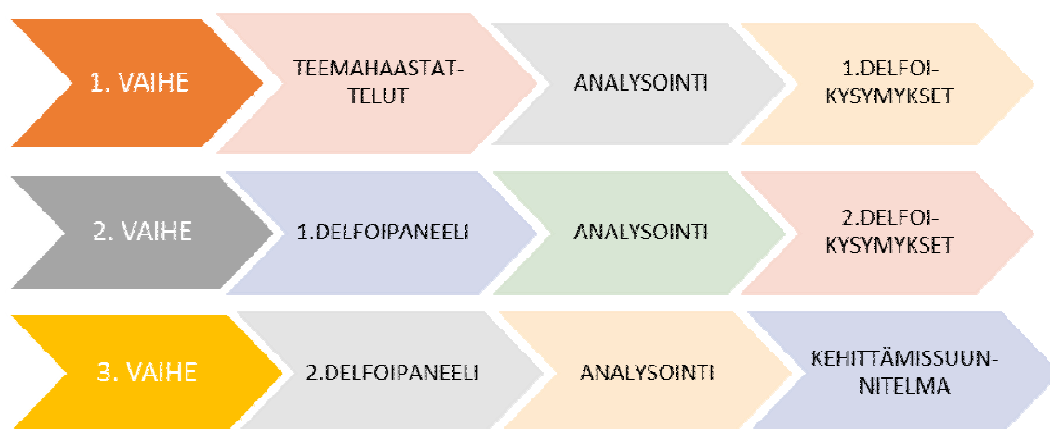 1. VAIHE
TEEMAHAASTAT-
TELUT
ANALYSOINTI
1.DELFOI-
KYSYMYKSET
2. VAIHE
1.DELFOIPANEELI
ANALYSOINTI
2.DELFOI-
KYSYMYKSET
3. VAIHE
2.DELFOIPANEELI
ANALYSOINTI
KEHITTÄMISSUUN-
NITELMA